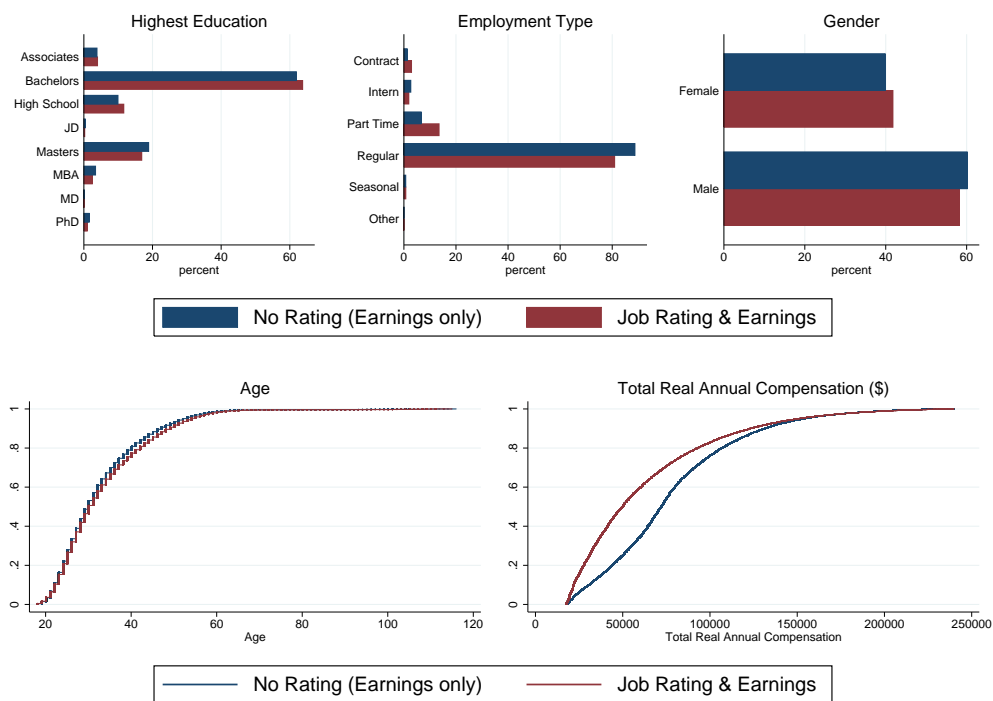 Highest Education
Associates
Bachelors
High School
JD
Masters
MBA
MD
PhD
0 20 40 60
percent
Employment Type
Contract
Intern
Part Time
Regular
Seasonal
Other
0 20 40 60 80
percent
Gender
Female
Male
0 20 40 60
percent
No Rating (Earnings only) Job Rating & Earnings
Age
1
.8
.6
.4
.2
0
20 40 60 80 100 120
Age
Total Real Annual Compensation ($)
1
.8
.6
.4
.2
0
0 50000 100000 150000 200000 250000
Total Real Annual Compensation
No Rating (Earnings only) Job Rating & Earnings